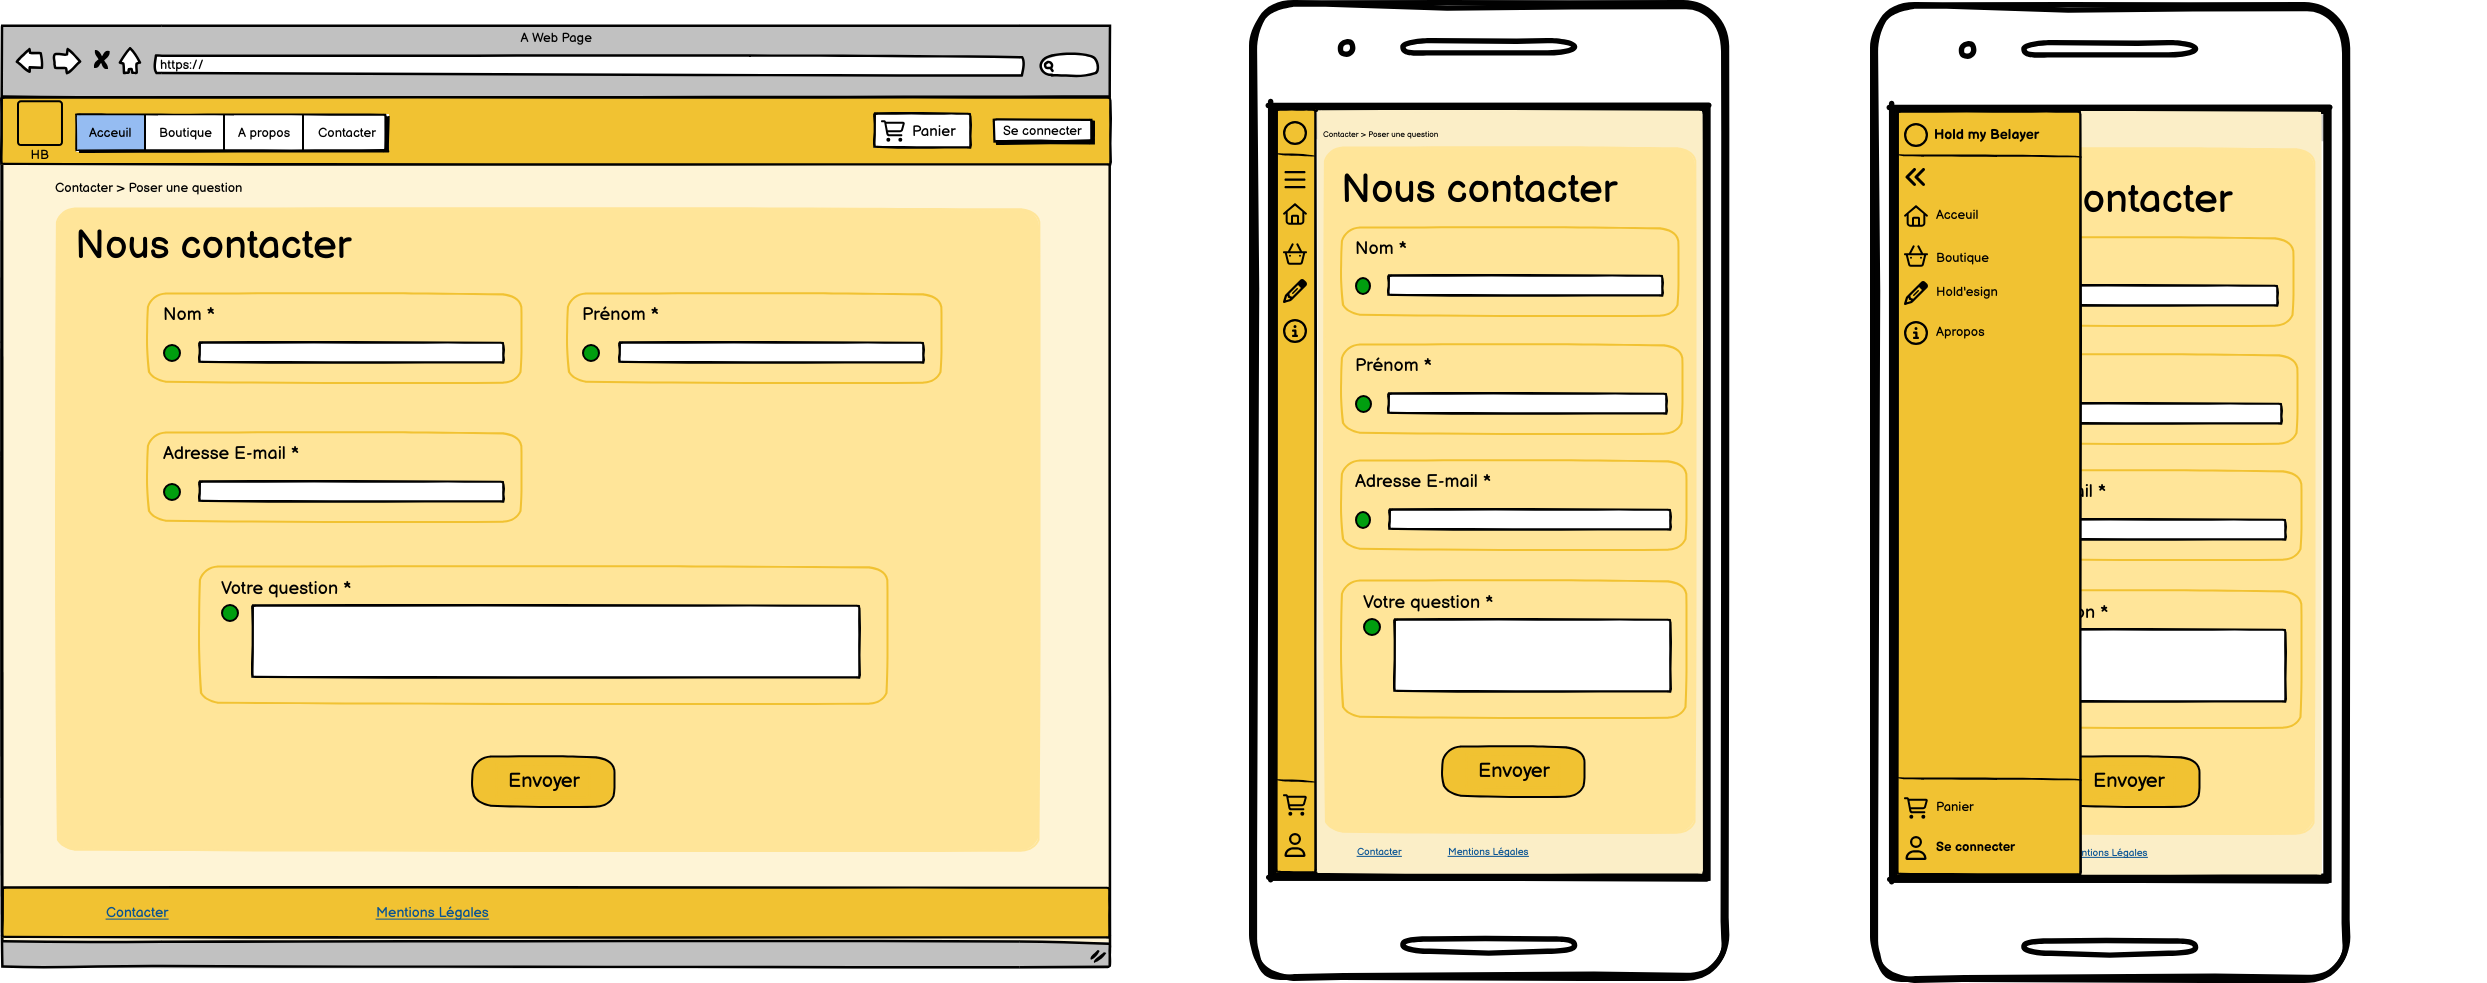 A Web Page
https://
HB
Acceuil
Boutique
A propos
Contacter
Panier
Se connecter
Contacter > Poser une question
Nous contacter
Nom *
Prénom *
Adresse E-mail *
Votre question *
Envoyer
Contacter
Mentions Légales
Contacter > Poser une question
Nous contacter
Nom *
Prénom *
Adresse E-mail *
Votre question *
Envoyer
Contacter
Mentions Légales
Hold my Belayer
Acceuil
Boutique
Hold'esign
Apropos
Panier
Se connecter
ontacter
il *
on *
Envoyer
ntions Légales